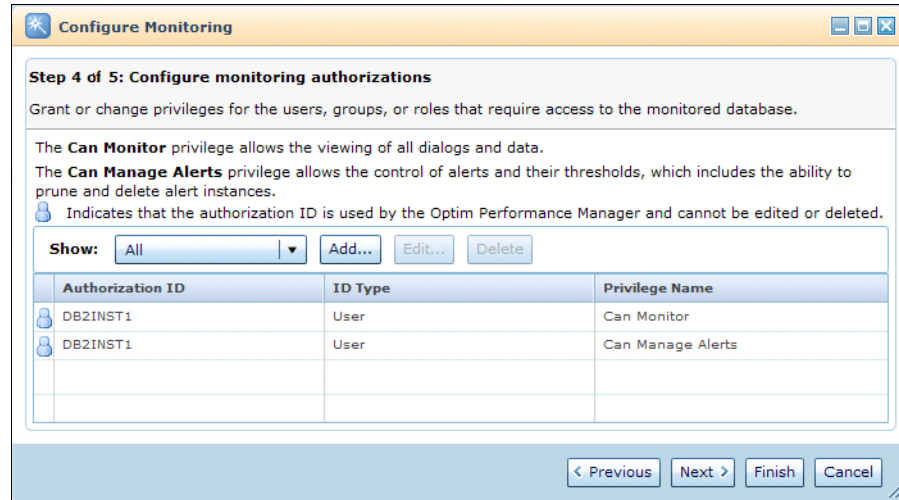 Configure Monitoring
Step 4 of 5: Configure monitoring authorizations
Grant or change privileges for the users, groups, or roles that require access to the monitored database.
The Can Monitor privilege allows the viewing of all dialogs and data.
The Can Manage Alerts privilege allows the control of alerts and their thresholds, which includes the ability to
prune and delete alert instances.
Indicates that the authorization ID is used by the Optim Performance Manager and cannot be edited or deleted.
Show: All Add... Edit... Delete
Authorization ID ID Type Privilege Name
DB2INST1 User Can Monitor
DB2INST1 User Can Manage Alerts
< Previous Next > Finish Cancel